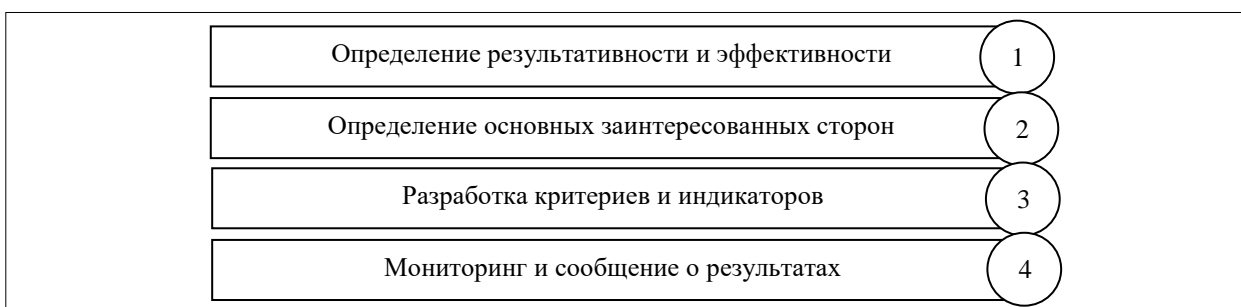 Определение результативности и эффективности 1
Определение основных заинтересованных сторон 2
Разработка критериев и индикаторов 3
Мониторинг и сообщение о результатах 4